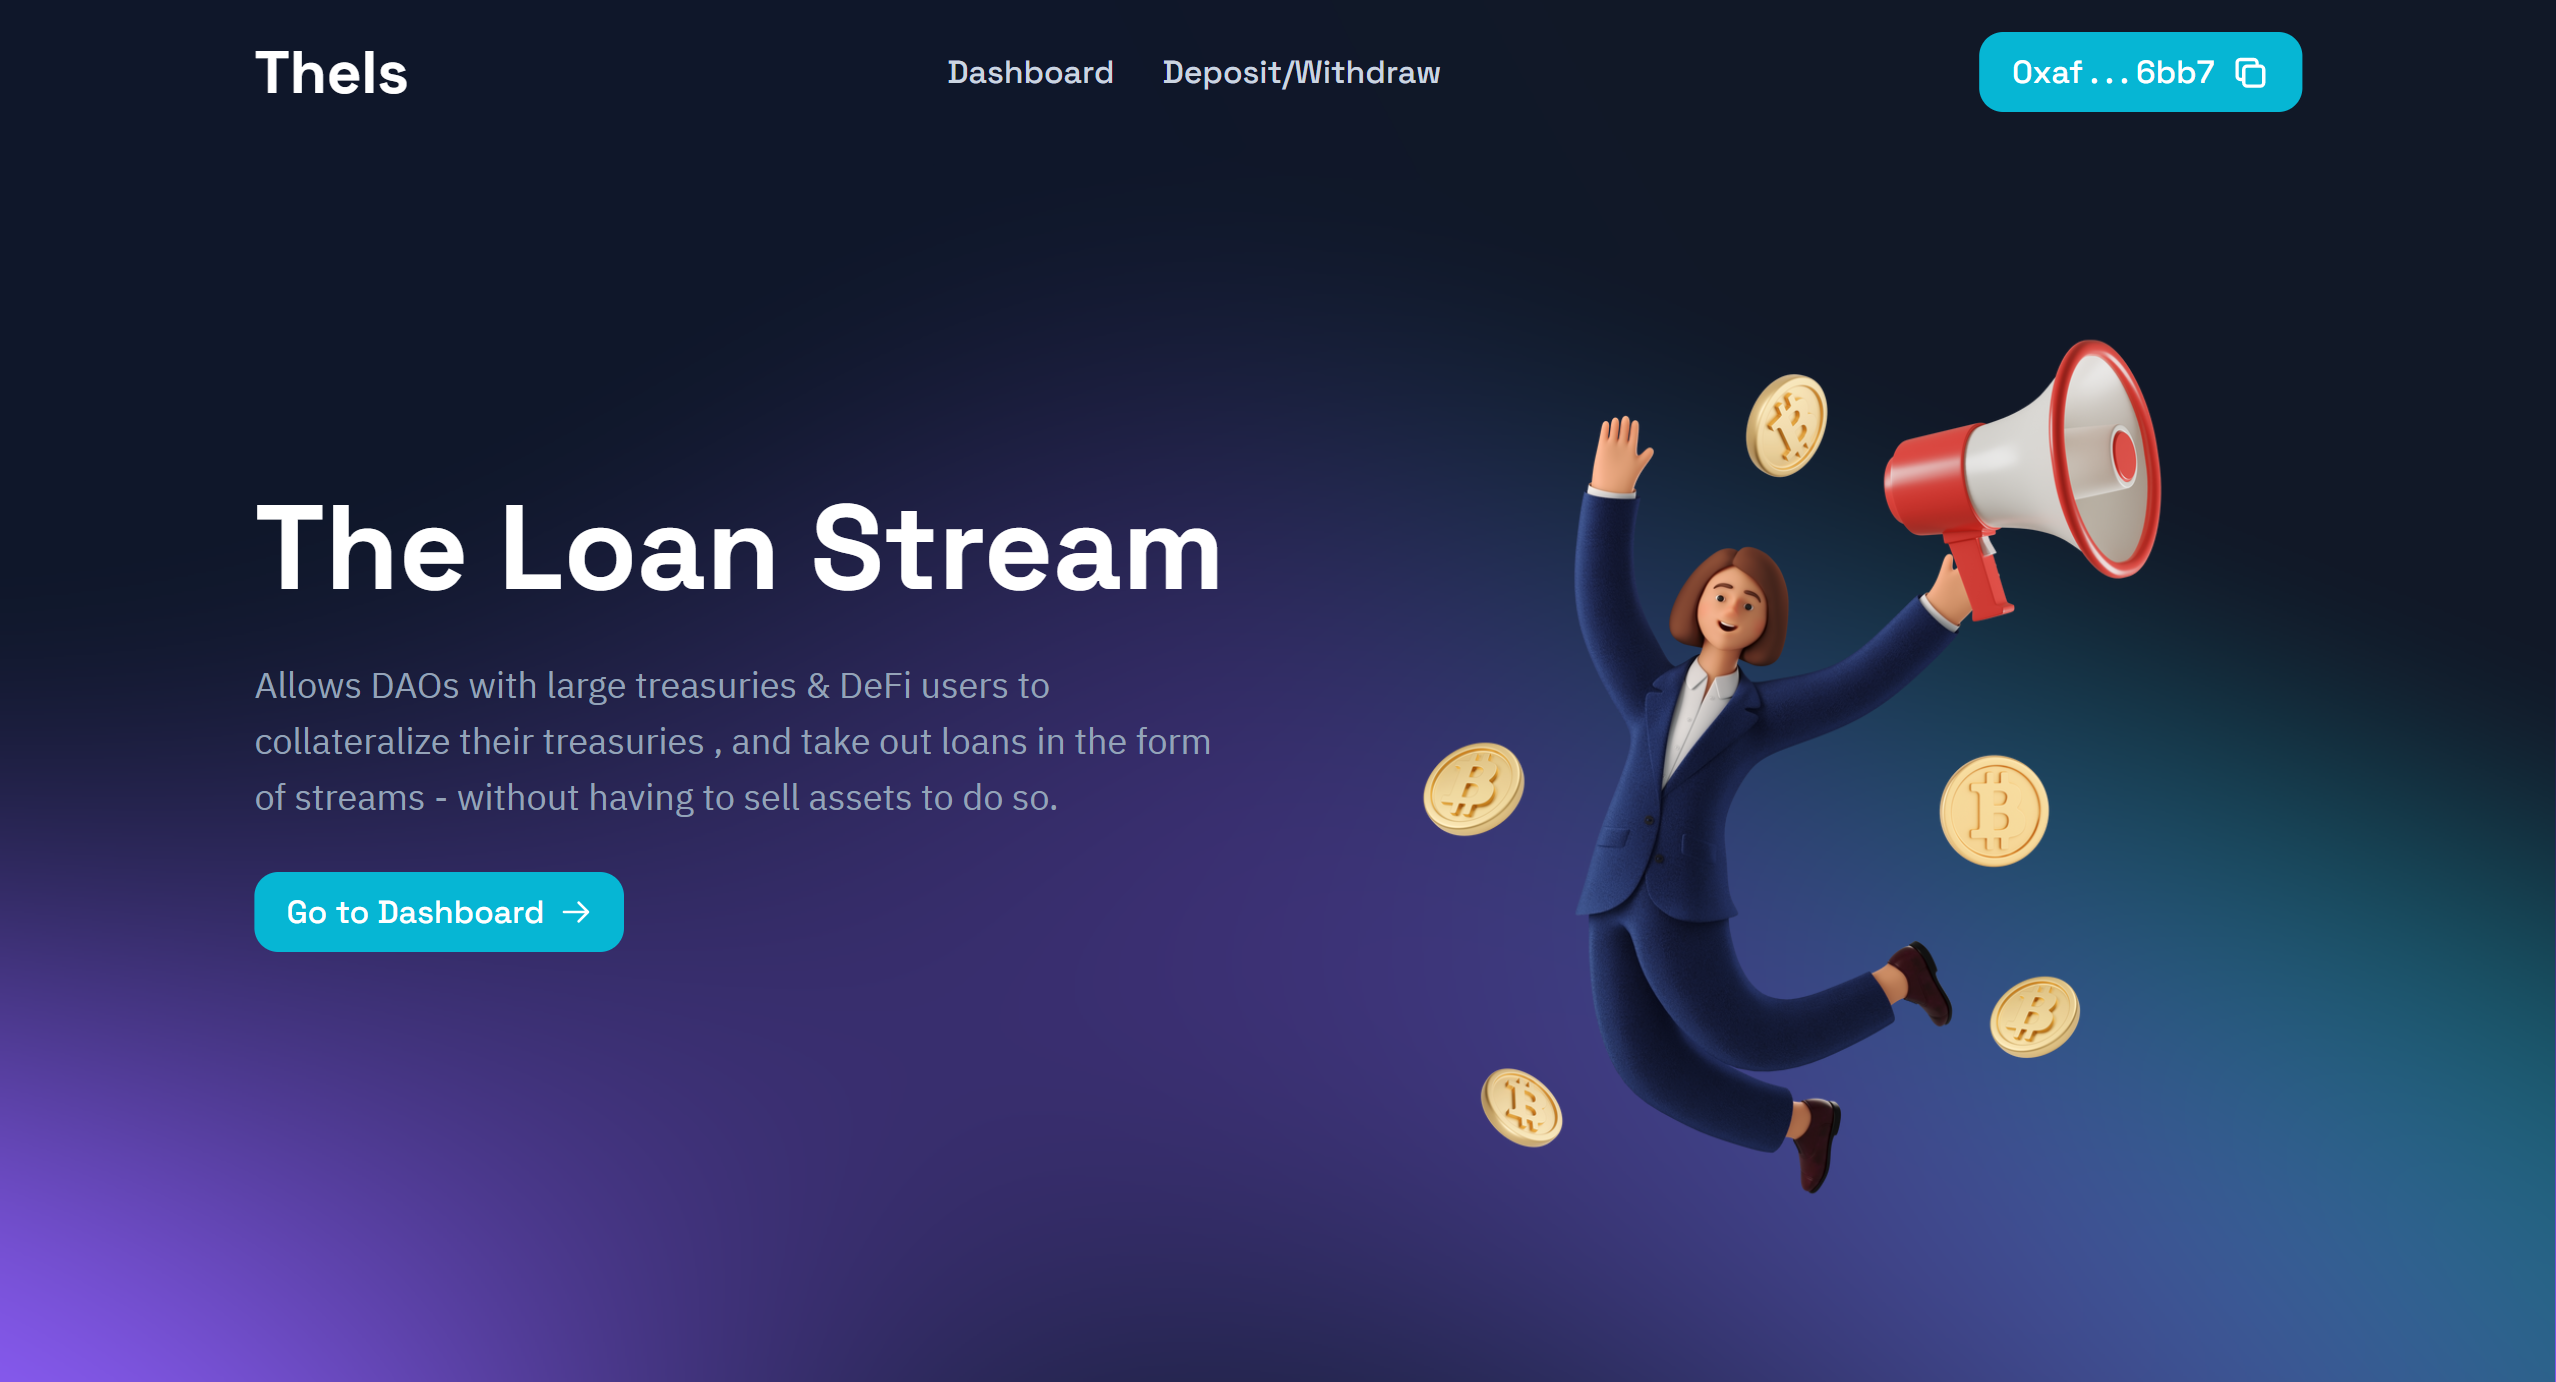 Thels
Dashboard
Deposit/Withdraw
0xaf...6bb7
The Loan Stream
Allows DAOs with large treasuries & DeFi users to
collateralize their treasuries , and take out loans in the form
of streams - without having to sell assets to do so.
Go to Dashboard →